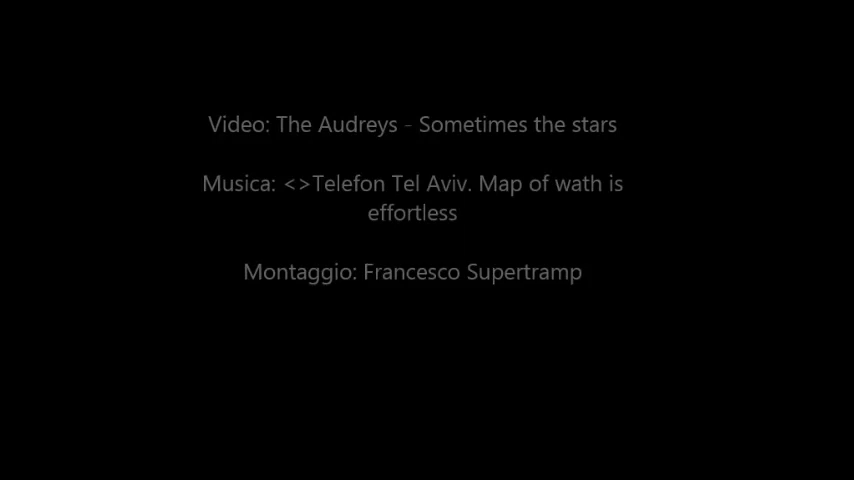 Video: The Audreys - Sometimes the stars
Musica: <>Telefon Tel Aviv. Map of wath is
effortless
Montaggio: Francesco Supertramp